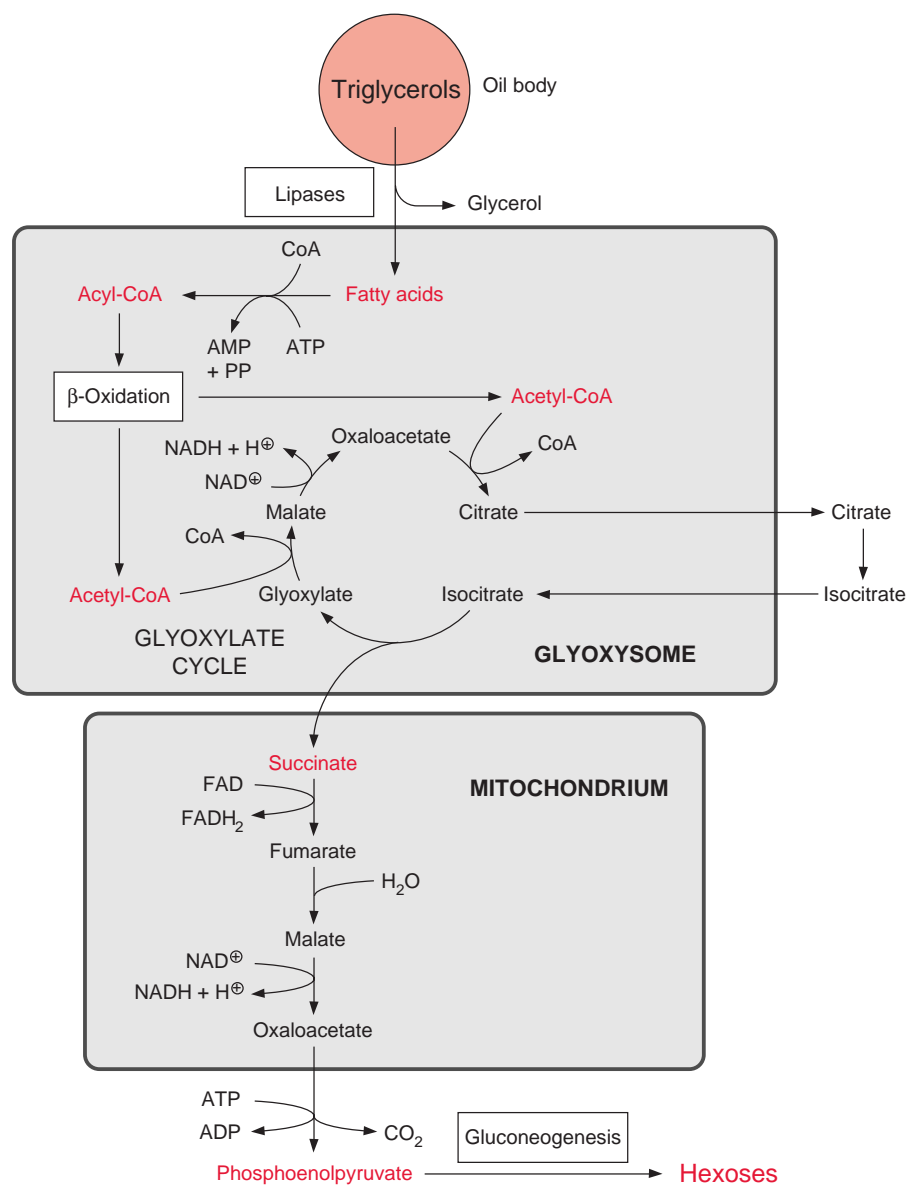 Triglycerols
Oil body
Lipases
Glycerol
CoA
Acyl-CoA
Fatty acids
AMP
+ PP
ATP
β-Oxidation
Acetyl-CoA
Oxaloacetate
CoA
NADH + H⊕
NAD⊕
Malate
Citrate
Citrate
CoA
Acetyl-CoA
Glyoxylate
Isocitrate
Isocitrate
GLYOXYLATE
CYCLE
GLYOXYSOME
Succinate
MITOCHONDRIUM
FAD
FADH₂
Fumarate
H₂O
Malate
NAD⊕
NADH + H⊕
Oxaloacetate
ATP
ADP
CO₂
Gluconeogenesis
Phosphoenolpyruvate
Hexoses